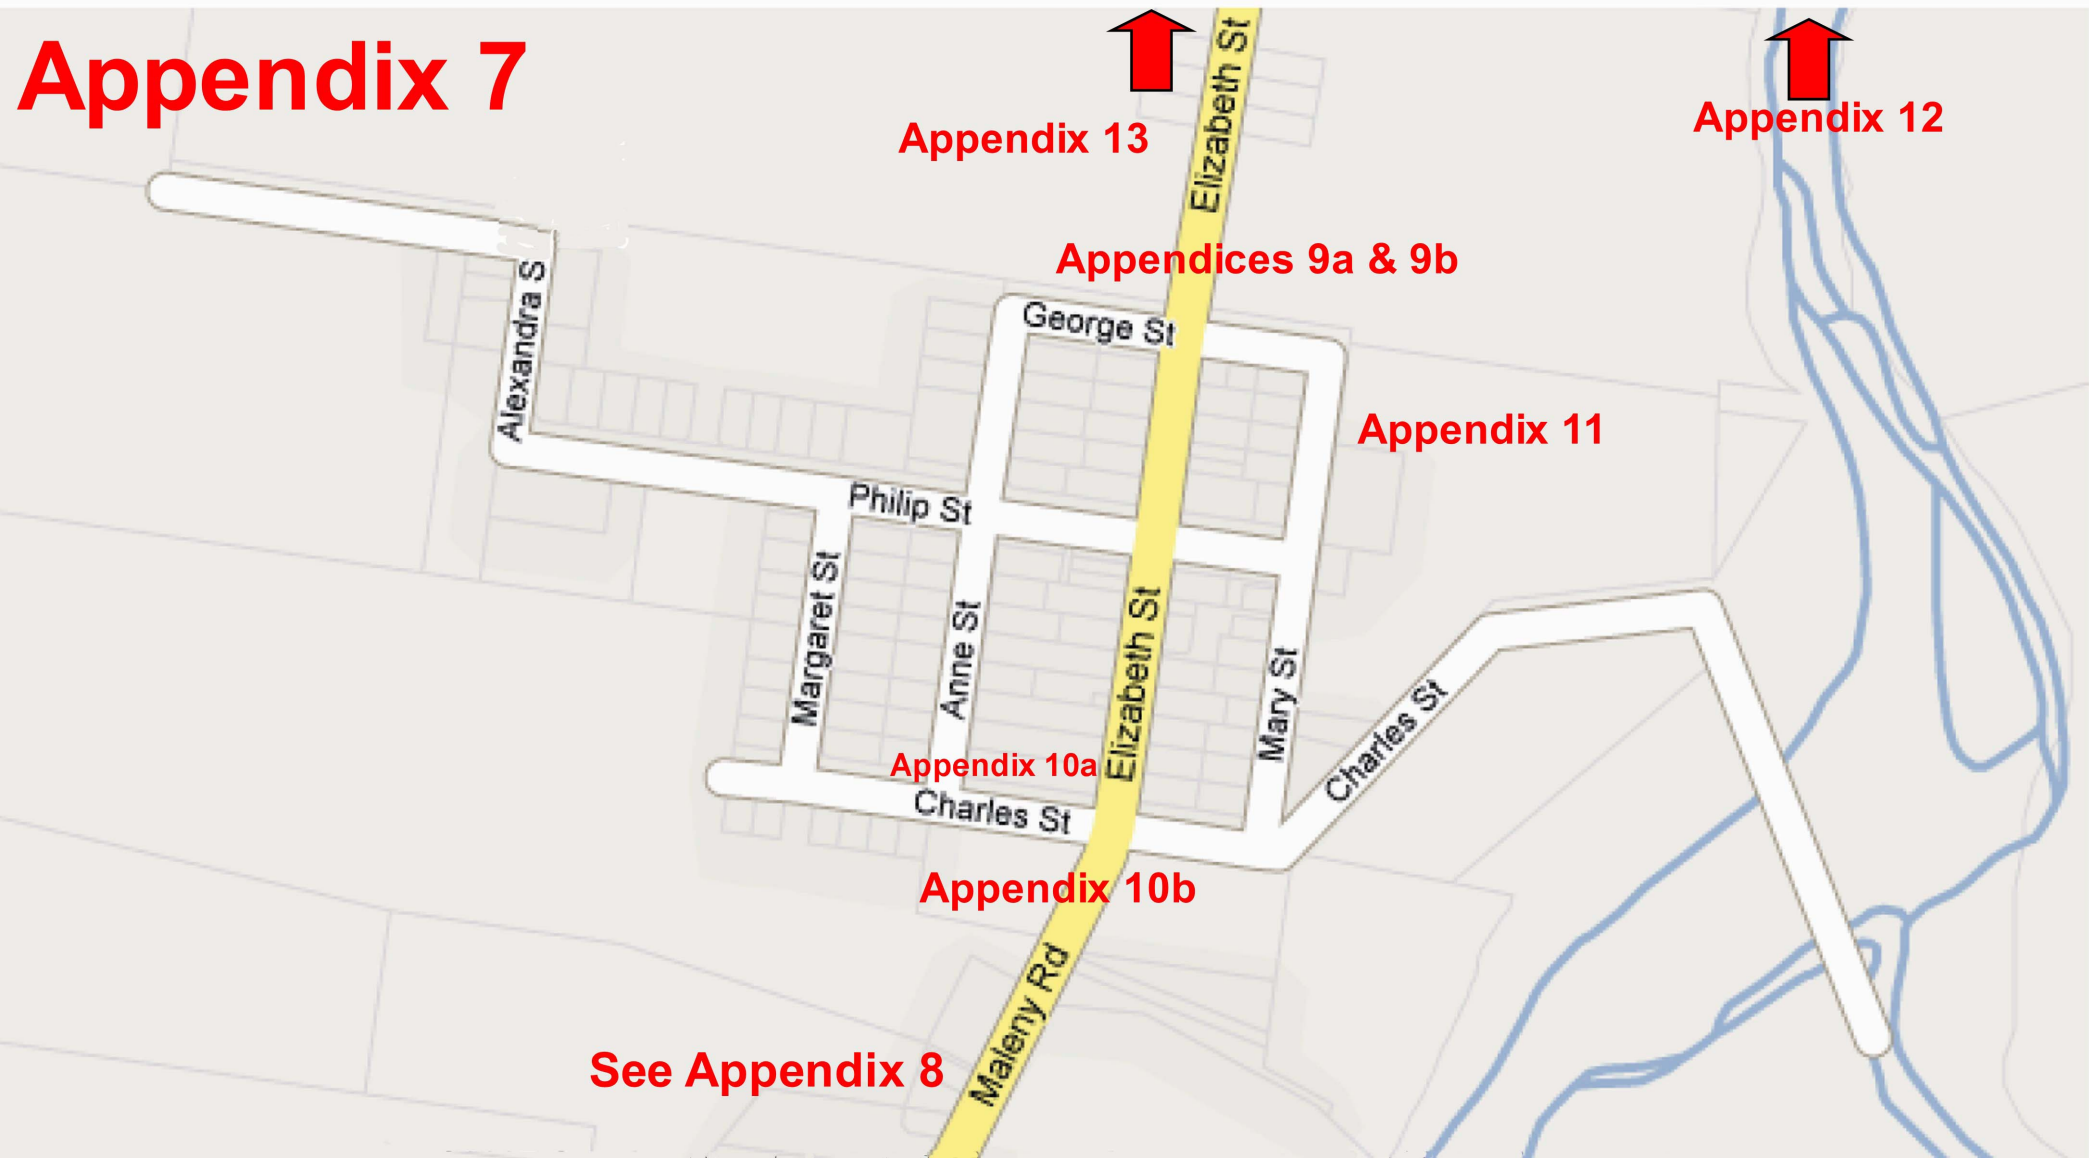 Appendix 7
Elizabeth St
Appendix 13
Appendix 12
Appendices 9a & 9b
Alexandra S
George St
Appendix 11
Philip St
Margaret St
Anne St
Elizabeth St
Mary St
Charles St
Appendix 10a
Charles St
Appendix 10b
Maleny Rd
See Appendix 8